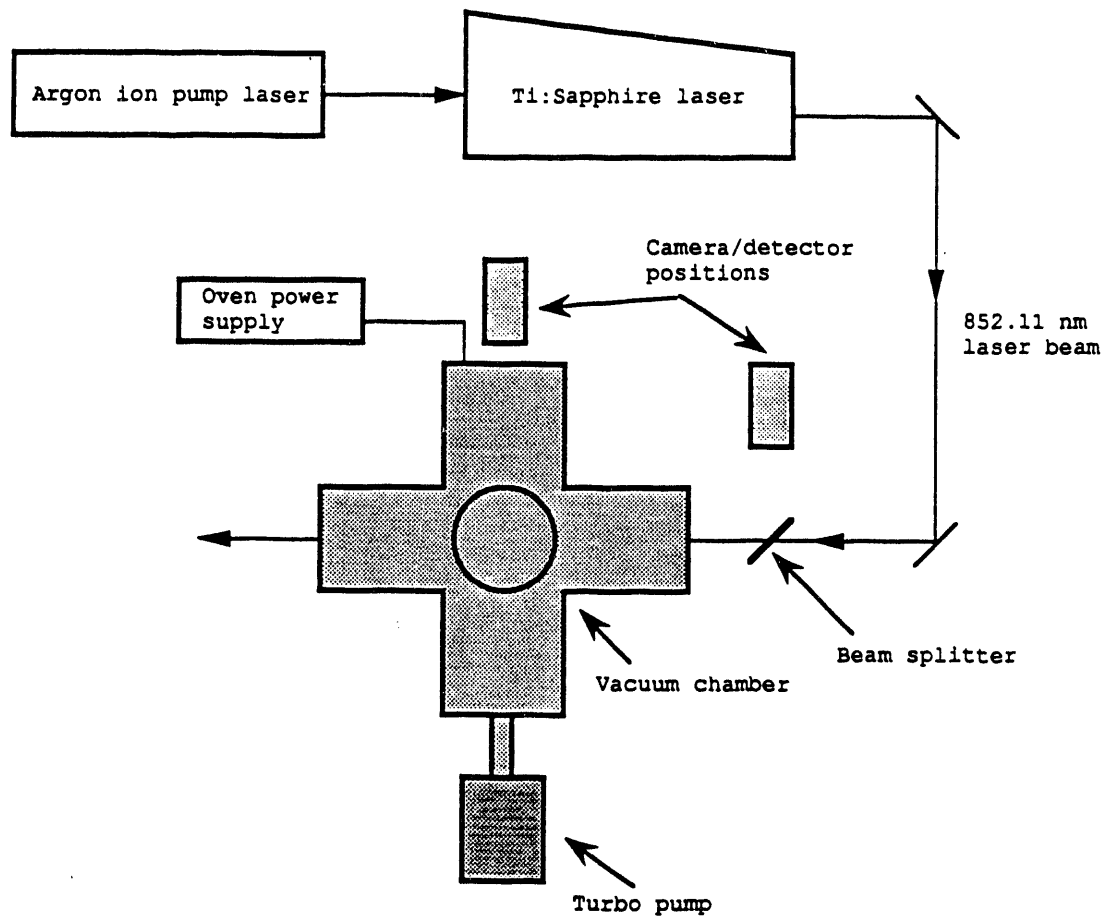 Argon ion pump laser
Ti:Sapphire laser
Camera/detector
positions
Oven power
supply
852.11 nm
laser beam
Beam splitter
Vacuum chamber
Turbo pump